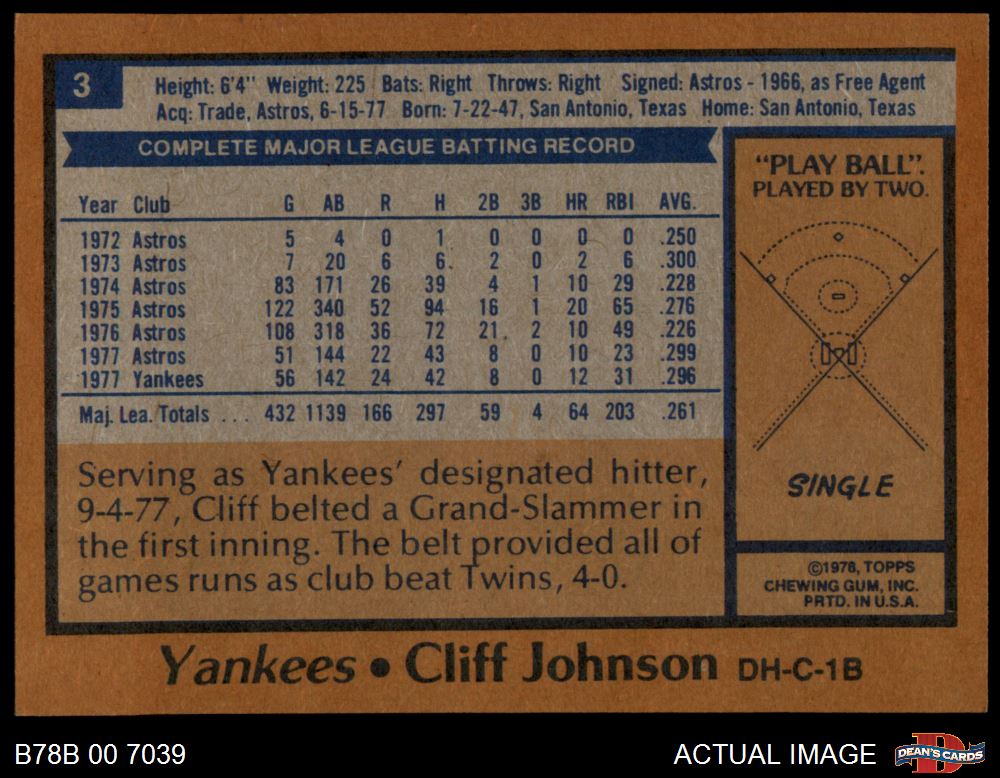 3
Height: 6'4" Weight: 225 Bats: Right Throws: Right Signed: Astros - 1966, as Free Agent
Acq: Trade, Astros, 6-15-77 Born: 7-22-47, San Antonio, Texas Home: San Antonio, Texas
COMPLETE MAJOR LEAGUE BATTING RECORD
Year Club G AB R H 2B 3B HR RBI AVG.
1972 Astros 5 4 0 1 0 0 0 0 .250
1973 Astros 7 20 6 6 2 0 2 6 .300
1974 Astros 83 171 26 39 4 1 10 29 .228
1975 Astros 122 340 52 94 16 1 20 65 .276
1976 Astros 108 318 36 72 21 2 10 49 .226
1977 Astros 51 144 22 43 8 0 10 23 .299
1977 Yankees 56 142 24 42 8 0 12 31 .296
Maj. Lea. Totals ... 432 1139 166 297 59 4 64 203 .261
Serving as Yankees' designated hitter,
9-4-77, Cliff belted a Grand-Slammer in
the first inning. The belt provided all of
games runs as club beat Twins, 4-0.
"PLAY BALL".
PLAYED BY TWO.
SINGLE
©1978, TOPPS
CHEWING GUM, INC.
PRTD. IN U.S.A.
Yankees • Cliff Johnson DH-C-1B
B78B 00 7039
ACTUAL IMAGE
DEAN'S CARDS